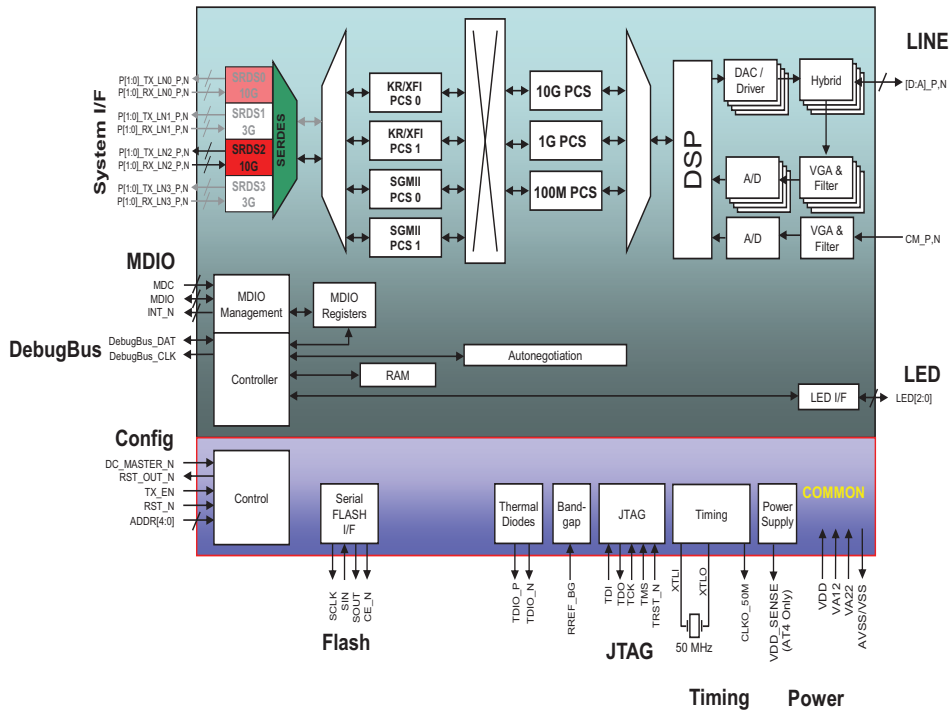 System I/F
P[1:0]_TX_LN0_P,N
P[1:0]_RX_LN0_P,N
P[1:0]_TX_LN1_P,N
P[1:0]_RX_LN1_P,N
P[1:0]_TX_LN2_P,N
P[1:0]_RX_LN2_P,N
P[1:0]_TX_LN3_P,N
P[1:0]_RX_LN3_P,N
SRDS0
10G
SRDS1
3G
SRDS2
10G
SRDS3
3G
SERDES
KR/XFI
PCS 0
KR/XFI
PCS 1
SGMII
PCS 0
SGMII
PCS 1
10G PCS
1G PCS
100M PCS
DSP
DAC /
Driver
Hybrid
A/D
VGA &
Filter
A/D
VGA &
Filter
LINE
[D:A]_P,N
CM_P,N
MDIO
MDC
MDIO
INT_N
MDIO
Management
MDIO
Registers
DebugBus
DebugBus_DAT
DebugBus_CLK
Controller
Autonegotiation
RAM
LED I/F
LED
LED[2:0]
Config
DC_MASTER_N
RST_OUT_N
TX_EN
RST_N
ADDR[4:0]
Control
Serial
FLASH
I/F
Thermal
Diodes
Band-
gap
JTAG
Timing
Power
Supply
COMMON
SCLK
SIN
SOUT
CE_N
Flash
TDIO_P
TDIO_N
RREF_BG
TDI
TDO
TCK
TMS
TRST_N
JTAG
XTLI
XTLO
50 MHz
CLKO_50M
Timing
VDD_SENSE
(AT4 Only)
VDD
VA12
VA22
AVSS/VSS
Power